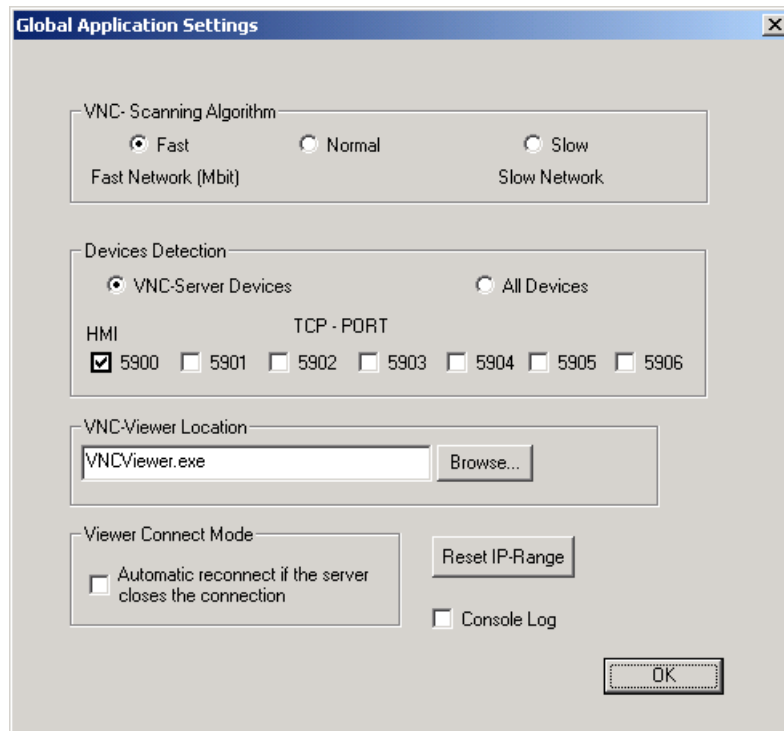 Global Application Settings
VNC- Scanning Algorithm
Fast Normal Slow
Fast Network (Mbit) Slow Network
Devices Detection
VNC-Server Devices All Devices
HMI TCP - PORT
5900 5901 5902 5903 5904 5905 5906
VNC-Viewer Location
VNCViewer.exe Browse...
Viewer Connect Mode
Automatic reconnect if the server
closes the connection
Reset IP-Range
Console Log
OK